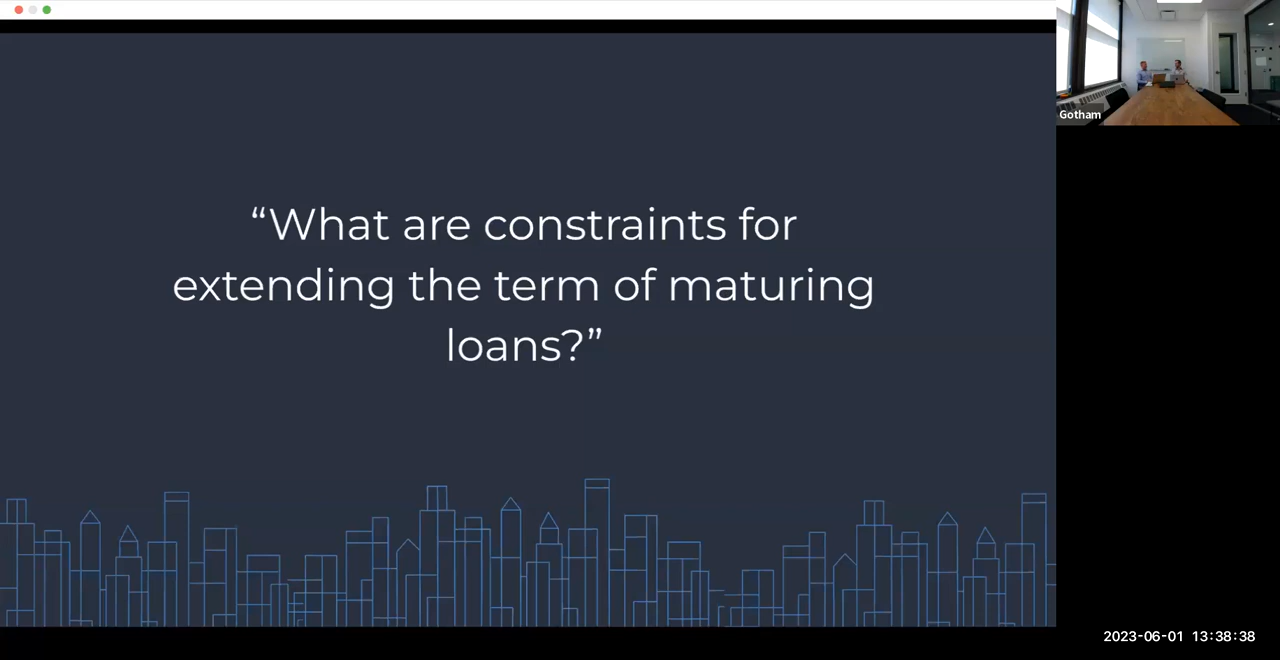 “What are constraints for
extending the term of maturing
loans?”
Gotham
2023-06-01 13:38:38